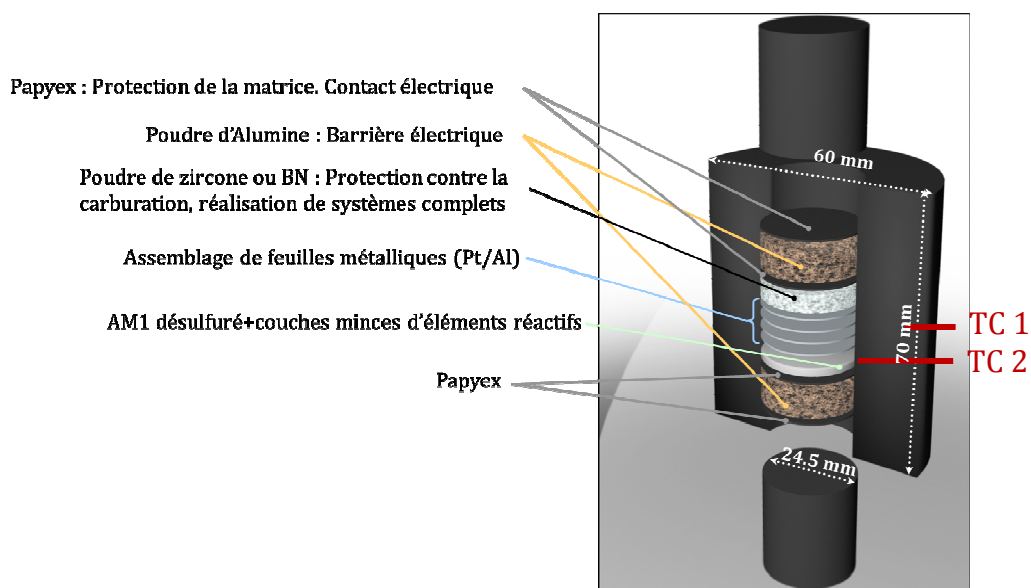 Papyex : Protection de la matrice. Contact électrique
Poudre d'Alumine : Barrière électrique
Poudre de zircone ou BN : Protection contre la
carburation, réalisation de systèmes complets
Assemblage de feuilles métalliques (Pt/Al)
AM1 désulfuré+couches minces d'éléments réactifs
Papyex
60 mm
70 mm
TC 1
TC 2
24.5 mm